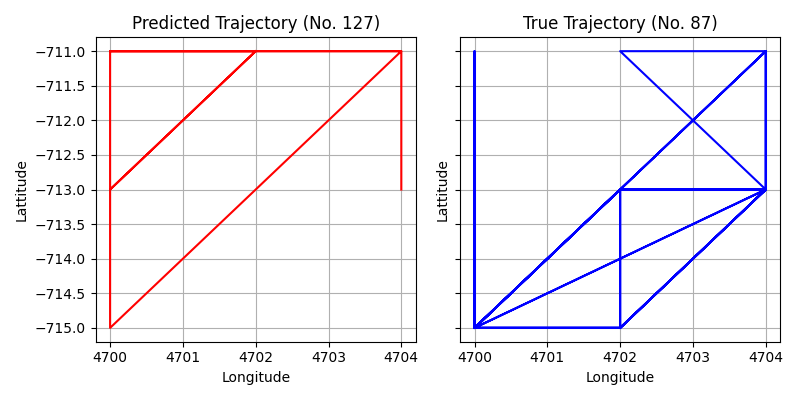 Predicted Trajectory (No. 127)
−711.0
−711.5
−712.0
−712.5
−713.0
−713.5
−714.0
−714.5
−715.0
Lattitude
4700 4701 4702 4703 4704
Longitude
True Trajectory (No. 87)
Lattitude
4700 4701 4702 4703 4704
Longitude